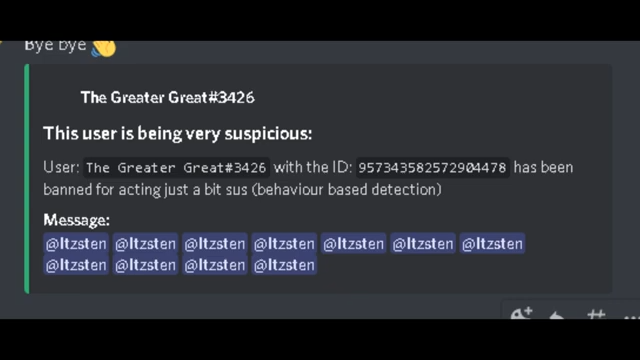 Bye bye 👋
The Greater Great#3426
This user is being very suspicious:
User: The Greater Great#3426 with the ID: 957343582572904478 has been
banned for acting just a bit sus (behaviour based detection)
Message:
@Itzsten @Itzsten @Itzsten @Itzsten @Itzsten @Itzsten @Itzsten
@Itzsten @Itzsten @Itzsten @Itzsten